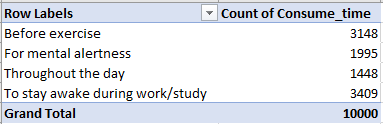 Row Labels Count of Consume_time
Before exercise 3148
For mental alertness 1995
Throughout the day 1448
To stay awake during work/study 3409
Grand Total 10000